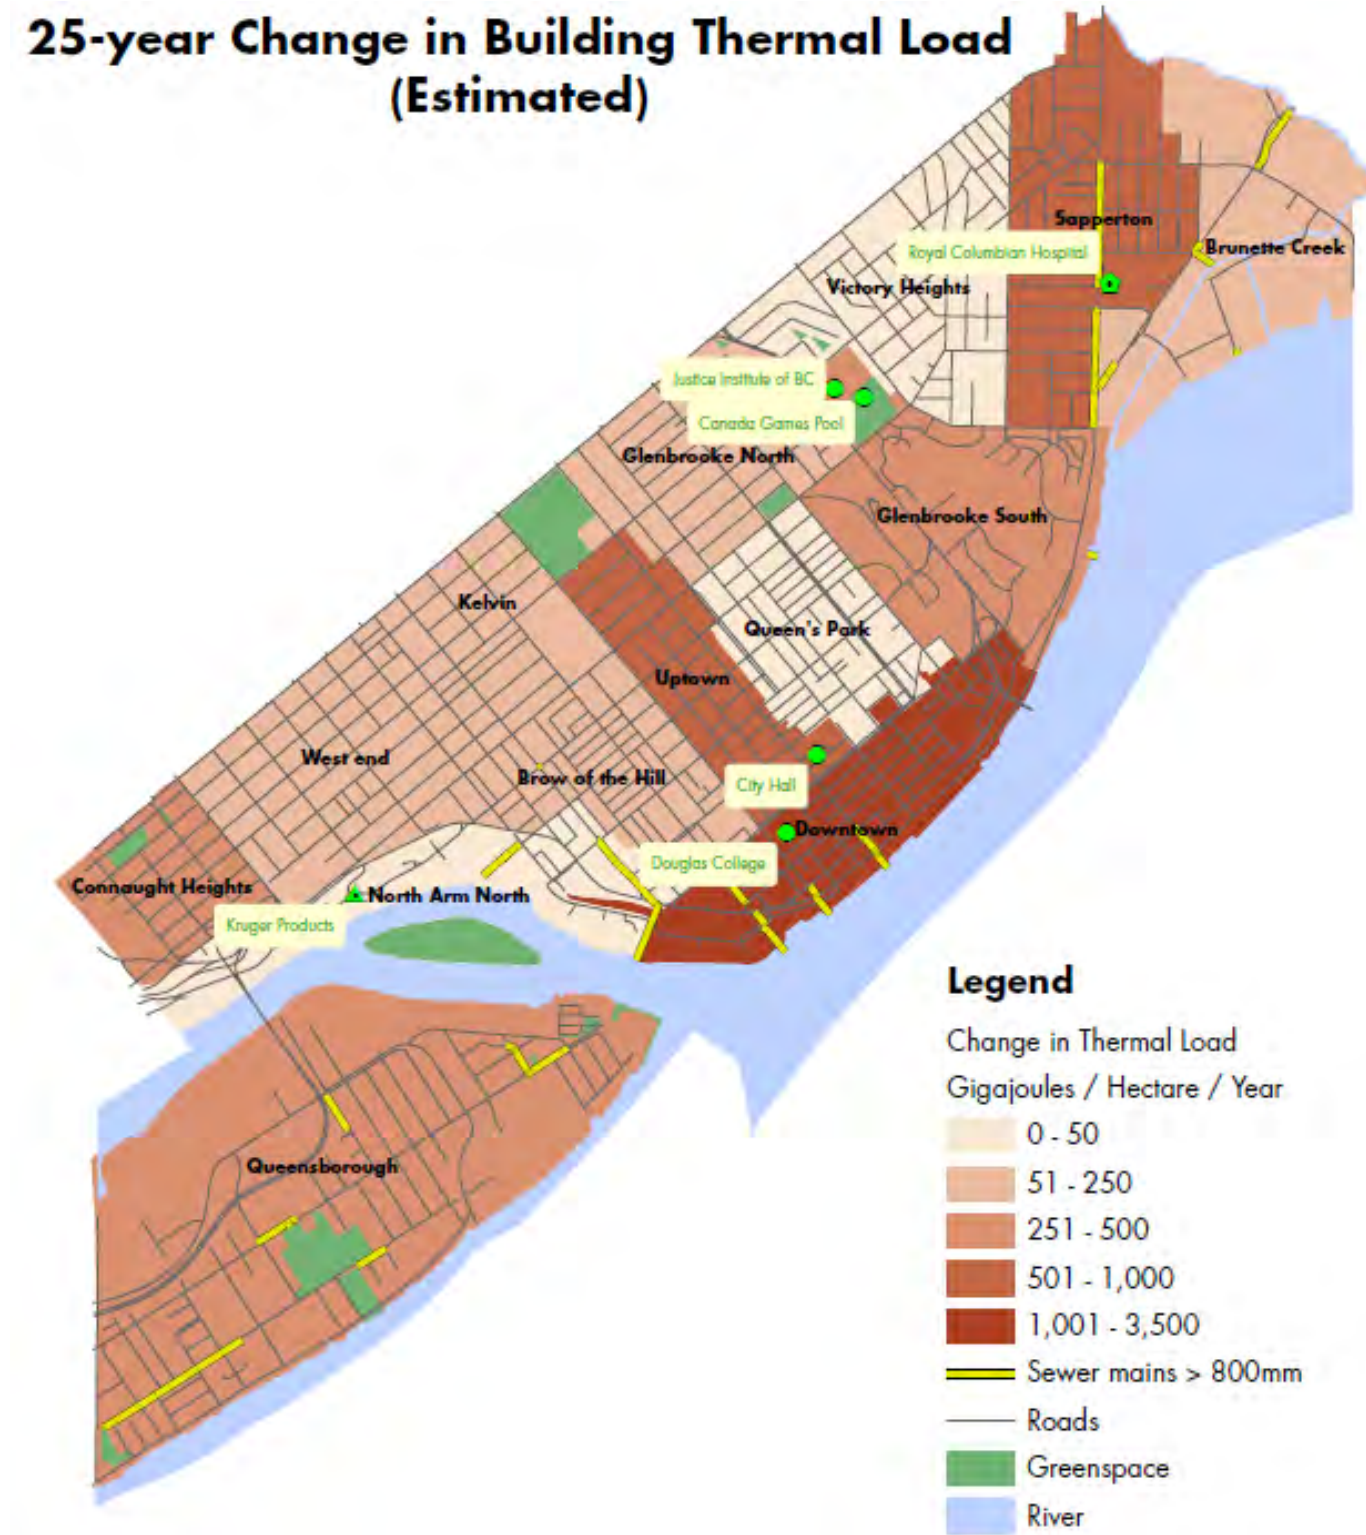 25-year Change in Building Thermal Load
(Estimated)
Sapperton
Royal Columbian Hospital
Brunette Creek
Victory Heights
Justice Institute of BC
Canada Games Pool
Glenbrooke North
Glenbrooke South
Kelvin
Queen's Park
Uptown
West end
Brow of the Hill
City Hall
Downtown
Douglas College
Connaught Heights
North Arm North
Kruger Products
Queensborough
Legend
Change in Thermal Load
Gigajoules / Hectare / Year
0 - 50
51 - 250
251 - 500
501 - 1,000
1,001 - 3,500
Sewer mains > 800mm
Roads
Greenspace
River